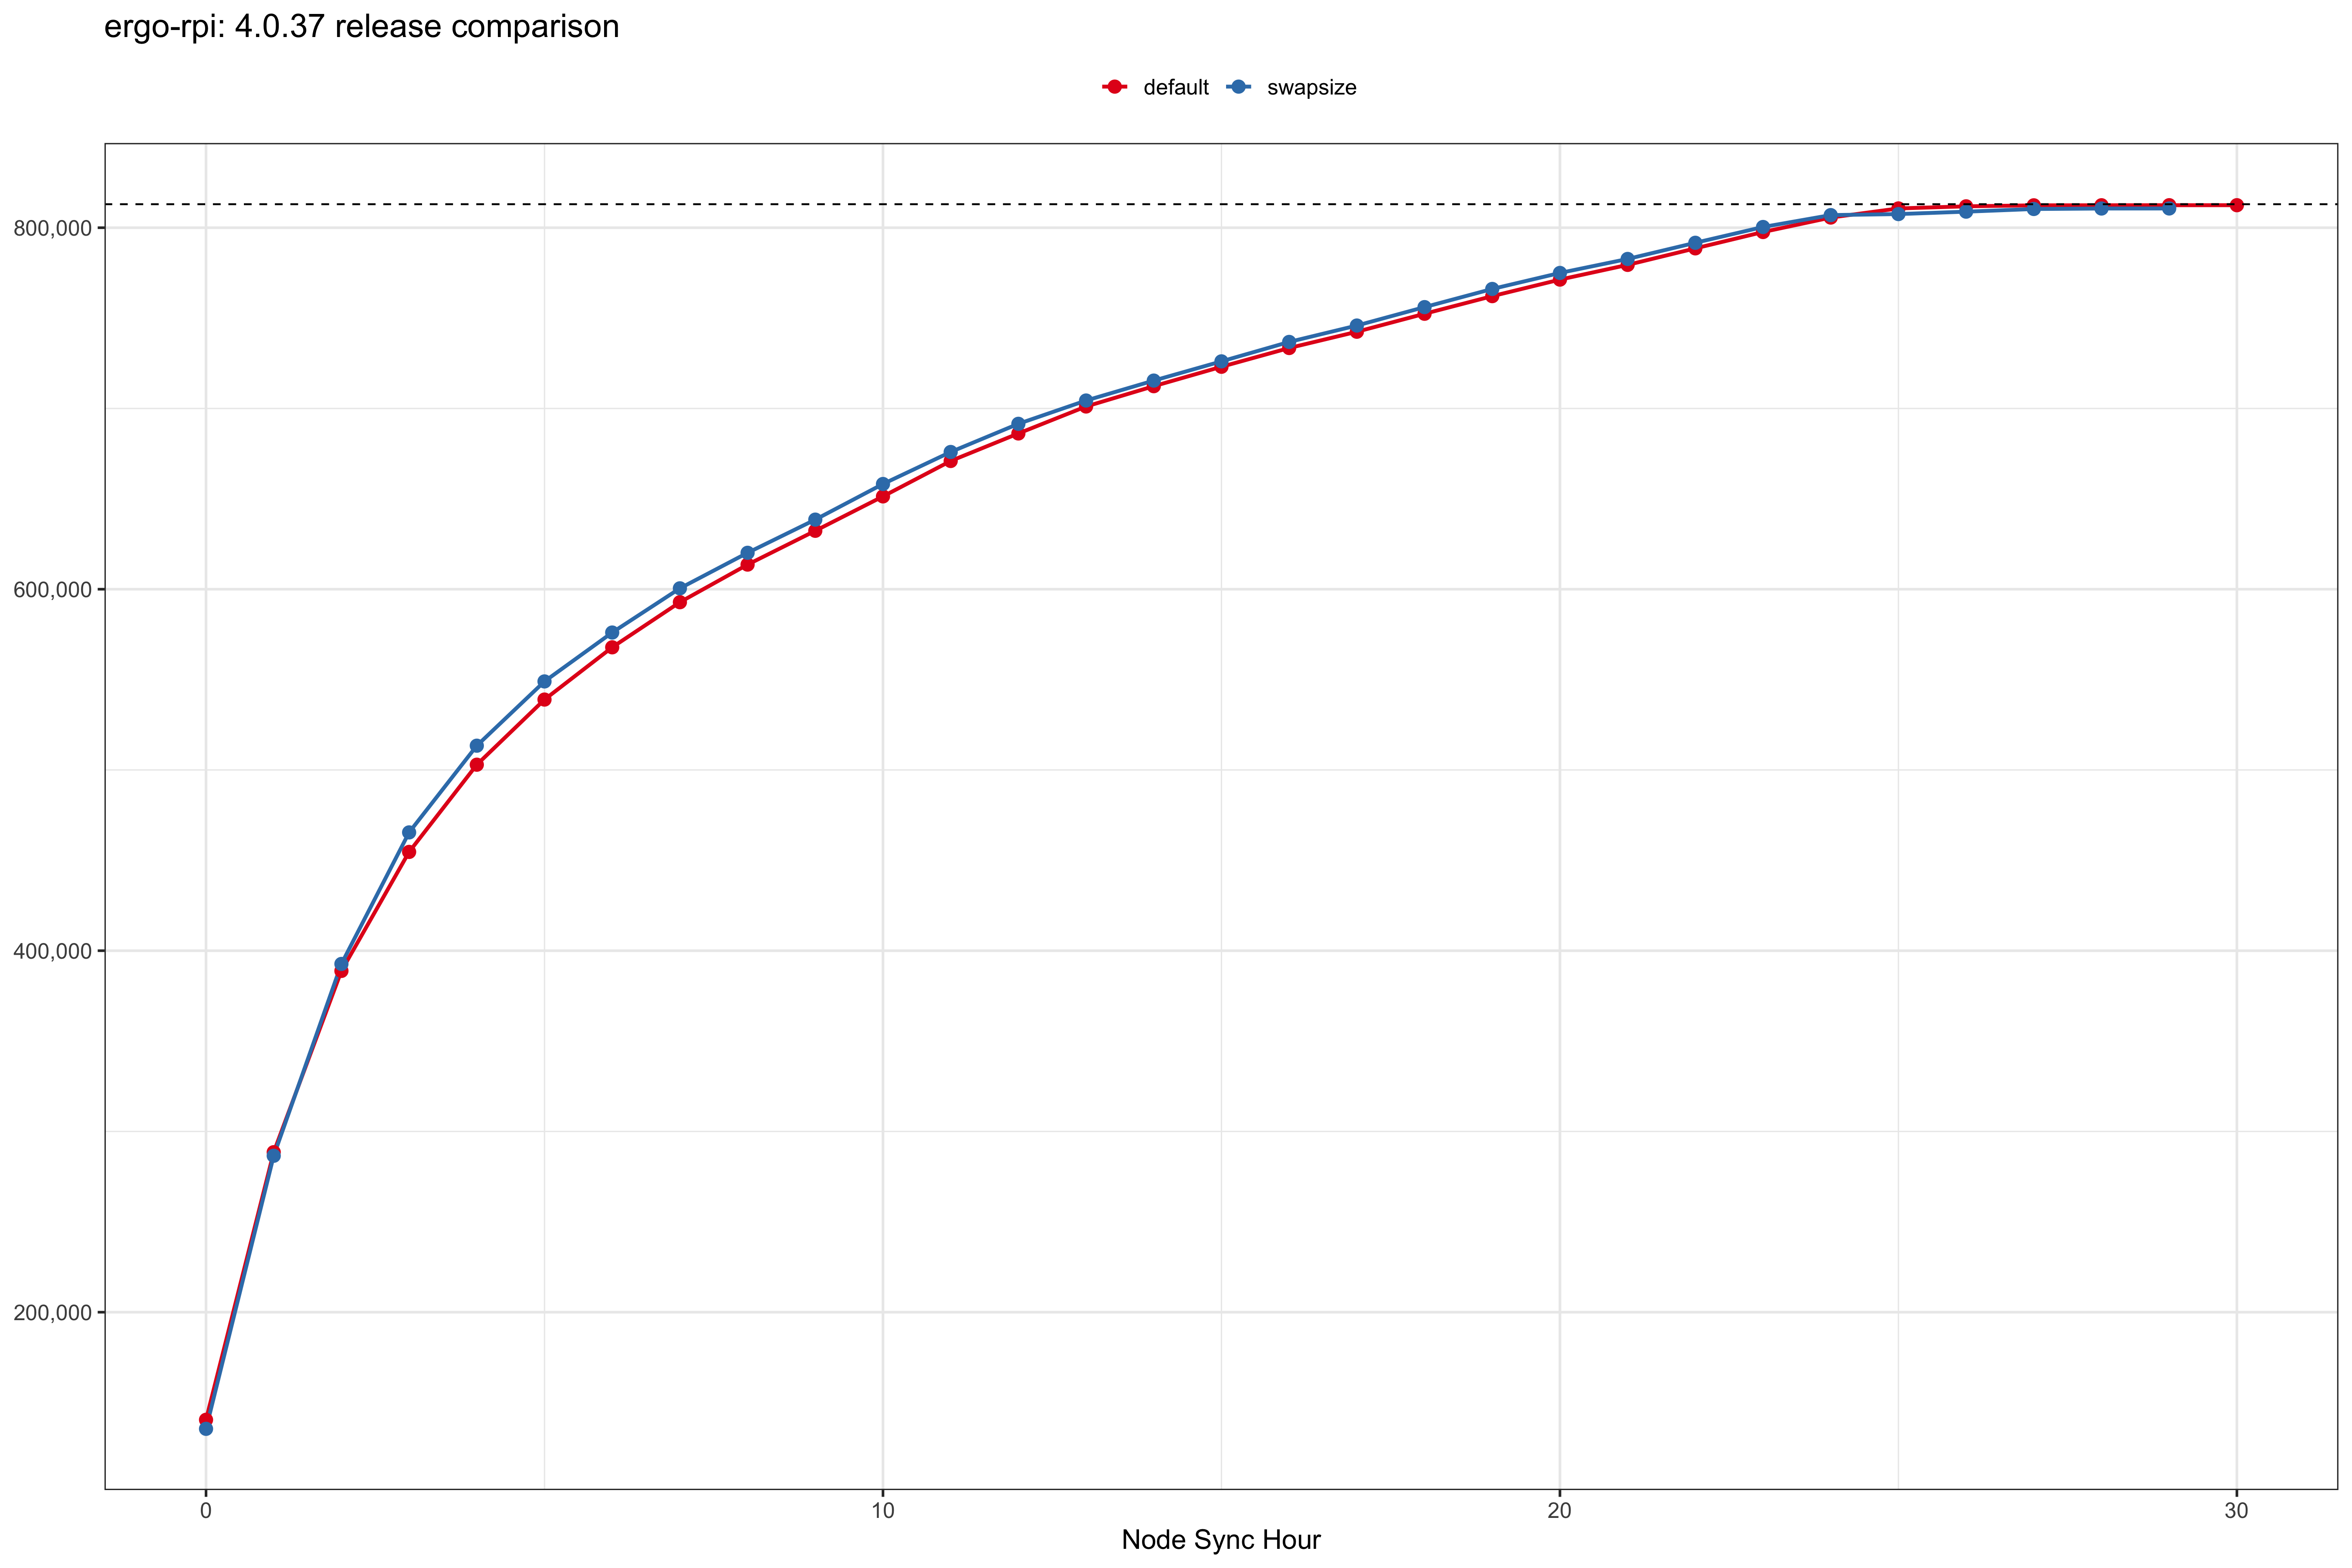 ergo-rpi: 4.0.37 release comparison
default swapsize
800,000
600,000
400,000
200,000
0 10 20 30
Node Sync Hour